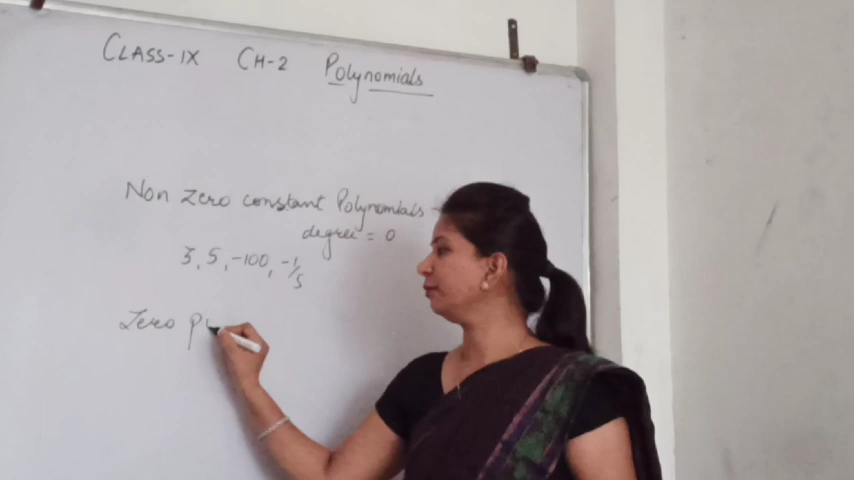 CLASS-IX CH-2 Polynomials
Non zero constant Polynomials -
degree = 0
3, 5, -100, -1/5
Zero p